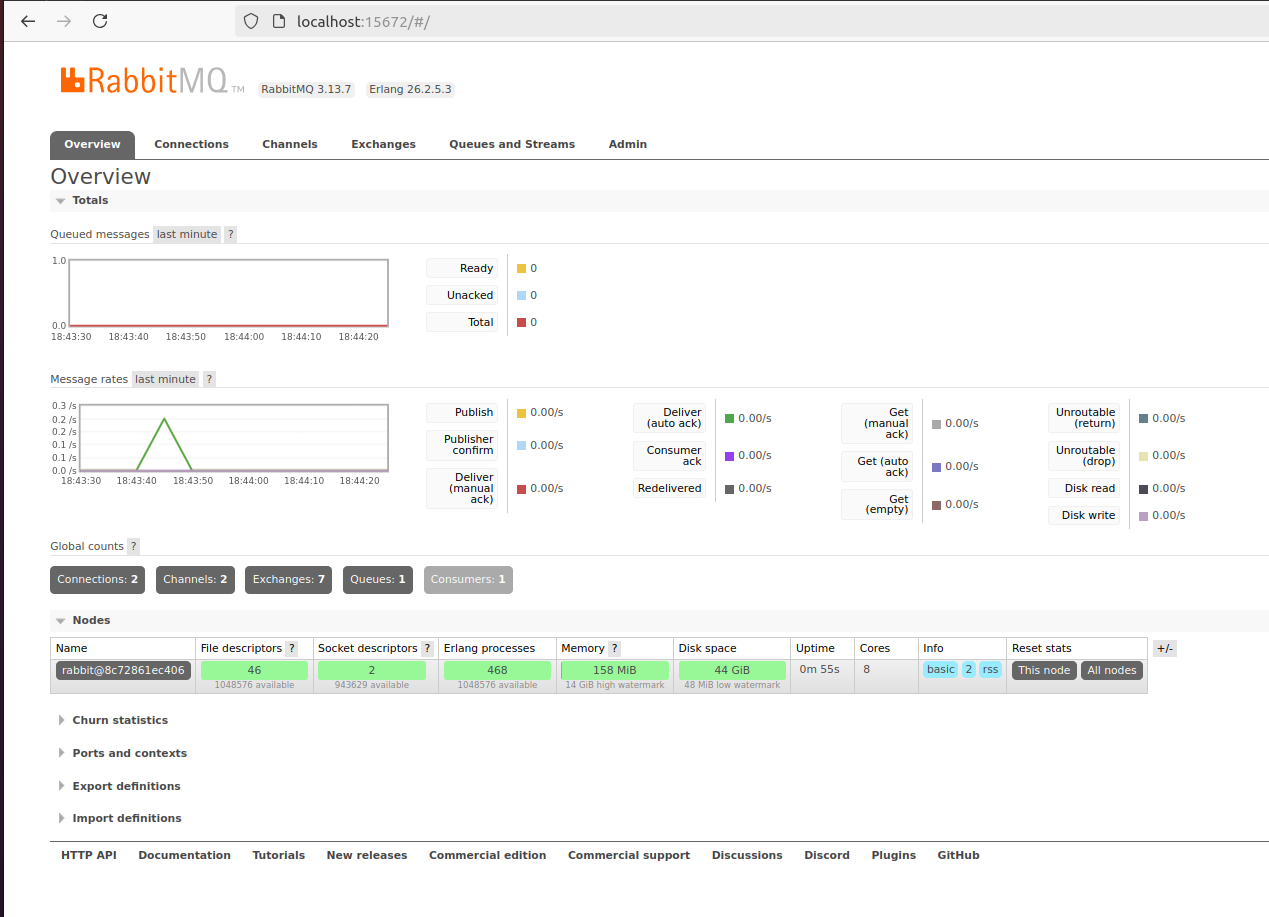 localhost:15672/#/
RabbitMQ TM RabbitMQ 3.13.7 Erlang 26.2.5.3
Overview Connections Channels Exchanges Queues and Streams Admin
Overview
Totals
Queued messages last minute ?
1.0
0.0
18:43:30 18:43:40 18:43:50 18:44:00 18:44:10 18:44:20
Ready 0
Unacked 0
Total 0
Message rates last minute ?
0.3 /s
0.2 /s
0.2 /s
0.1 /s
0.1 /s
0.0 /s
18:43:30 18:43:40 18:43:50 18:44:00 18:44:10 18:44:20
Publish 0.00/s
Publisher
confirm 0.00/s
Deliver
(manual
ack) 0.00/s
Deliver
(auto ack) 0.00/s
Consumer
ack 0.00/s
Redelivered 0.00/s
Get
(manual
ack) 0.00/s
Get (auto
ack) 0.00/s
Get
(empty) 0.00/s
Unroutable
(return) 0.00/s
Unroutable
(drop) 0.00/s
Disk read 0.00/s
Disk write 0.00/s
Global counts ?
Connections: 2 Channels: 2 Exchanges: 7 Queues: 1 Consumers: 1
Nodes
Name File descriptors ? Socket descriptors ? Erlang processes Memory ? Disk space Uptime Cores Info Reset stats +/-
rabbit@8c72861ec406 46 2 468 158 MiB 44 GiB 0m 55s 8 basic 2 rss This node All nodes
1048576 available 943629 available 1048576 available 14 GiB high watermark 48 MiB low watermark
Churn statistics
Ports and contexts
Export definitions
Import definitions
HTTP API Documentation Tutorials New releases Commercial edition Commercial support Discussions Discord Plugins GitHub